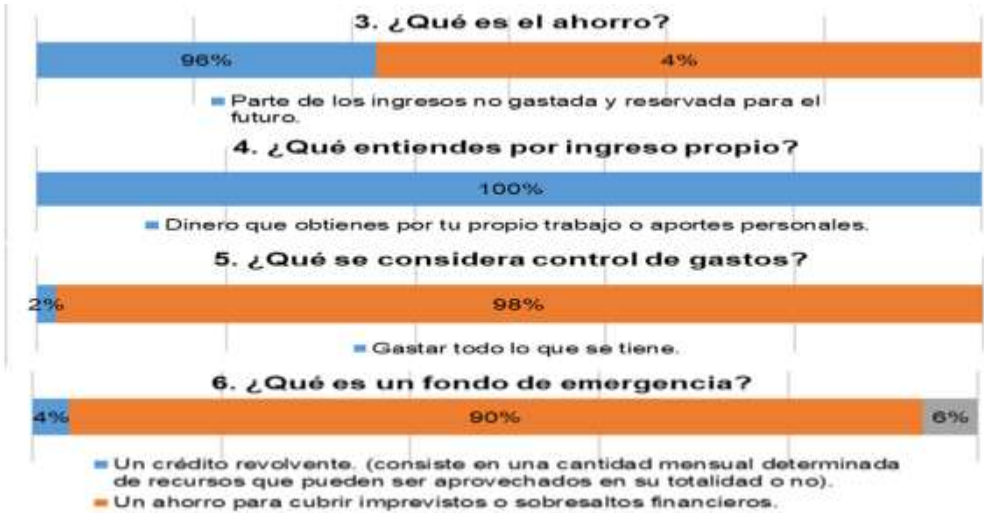 3. ¿Qué es el ahorro?
96% 4%
Parte de los ingresos no gastada y reservada para el
futuro.
4. ¿Qué entiendes por ingreso propio?
100%
Dinero que obtienes por tu propio trabajo o aportes personales.
5. ¿Qué se considera control de gastos?
2% 98%
Gastar todo lo que se tiene.
6. ¿Qué es un fondo de emergencia?
4% 90% 6%
Un crédito revolvente. (consiste en una cantidad mensual determinada
de recursos que pueden ser aprovechados en su totalidad o no).
Un ahorro para cubrir imprevistos o sobresaltos financieros.